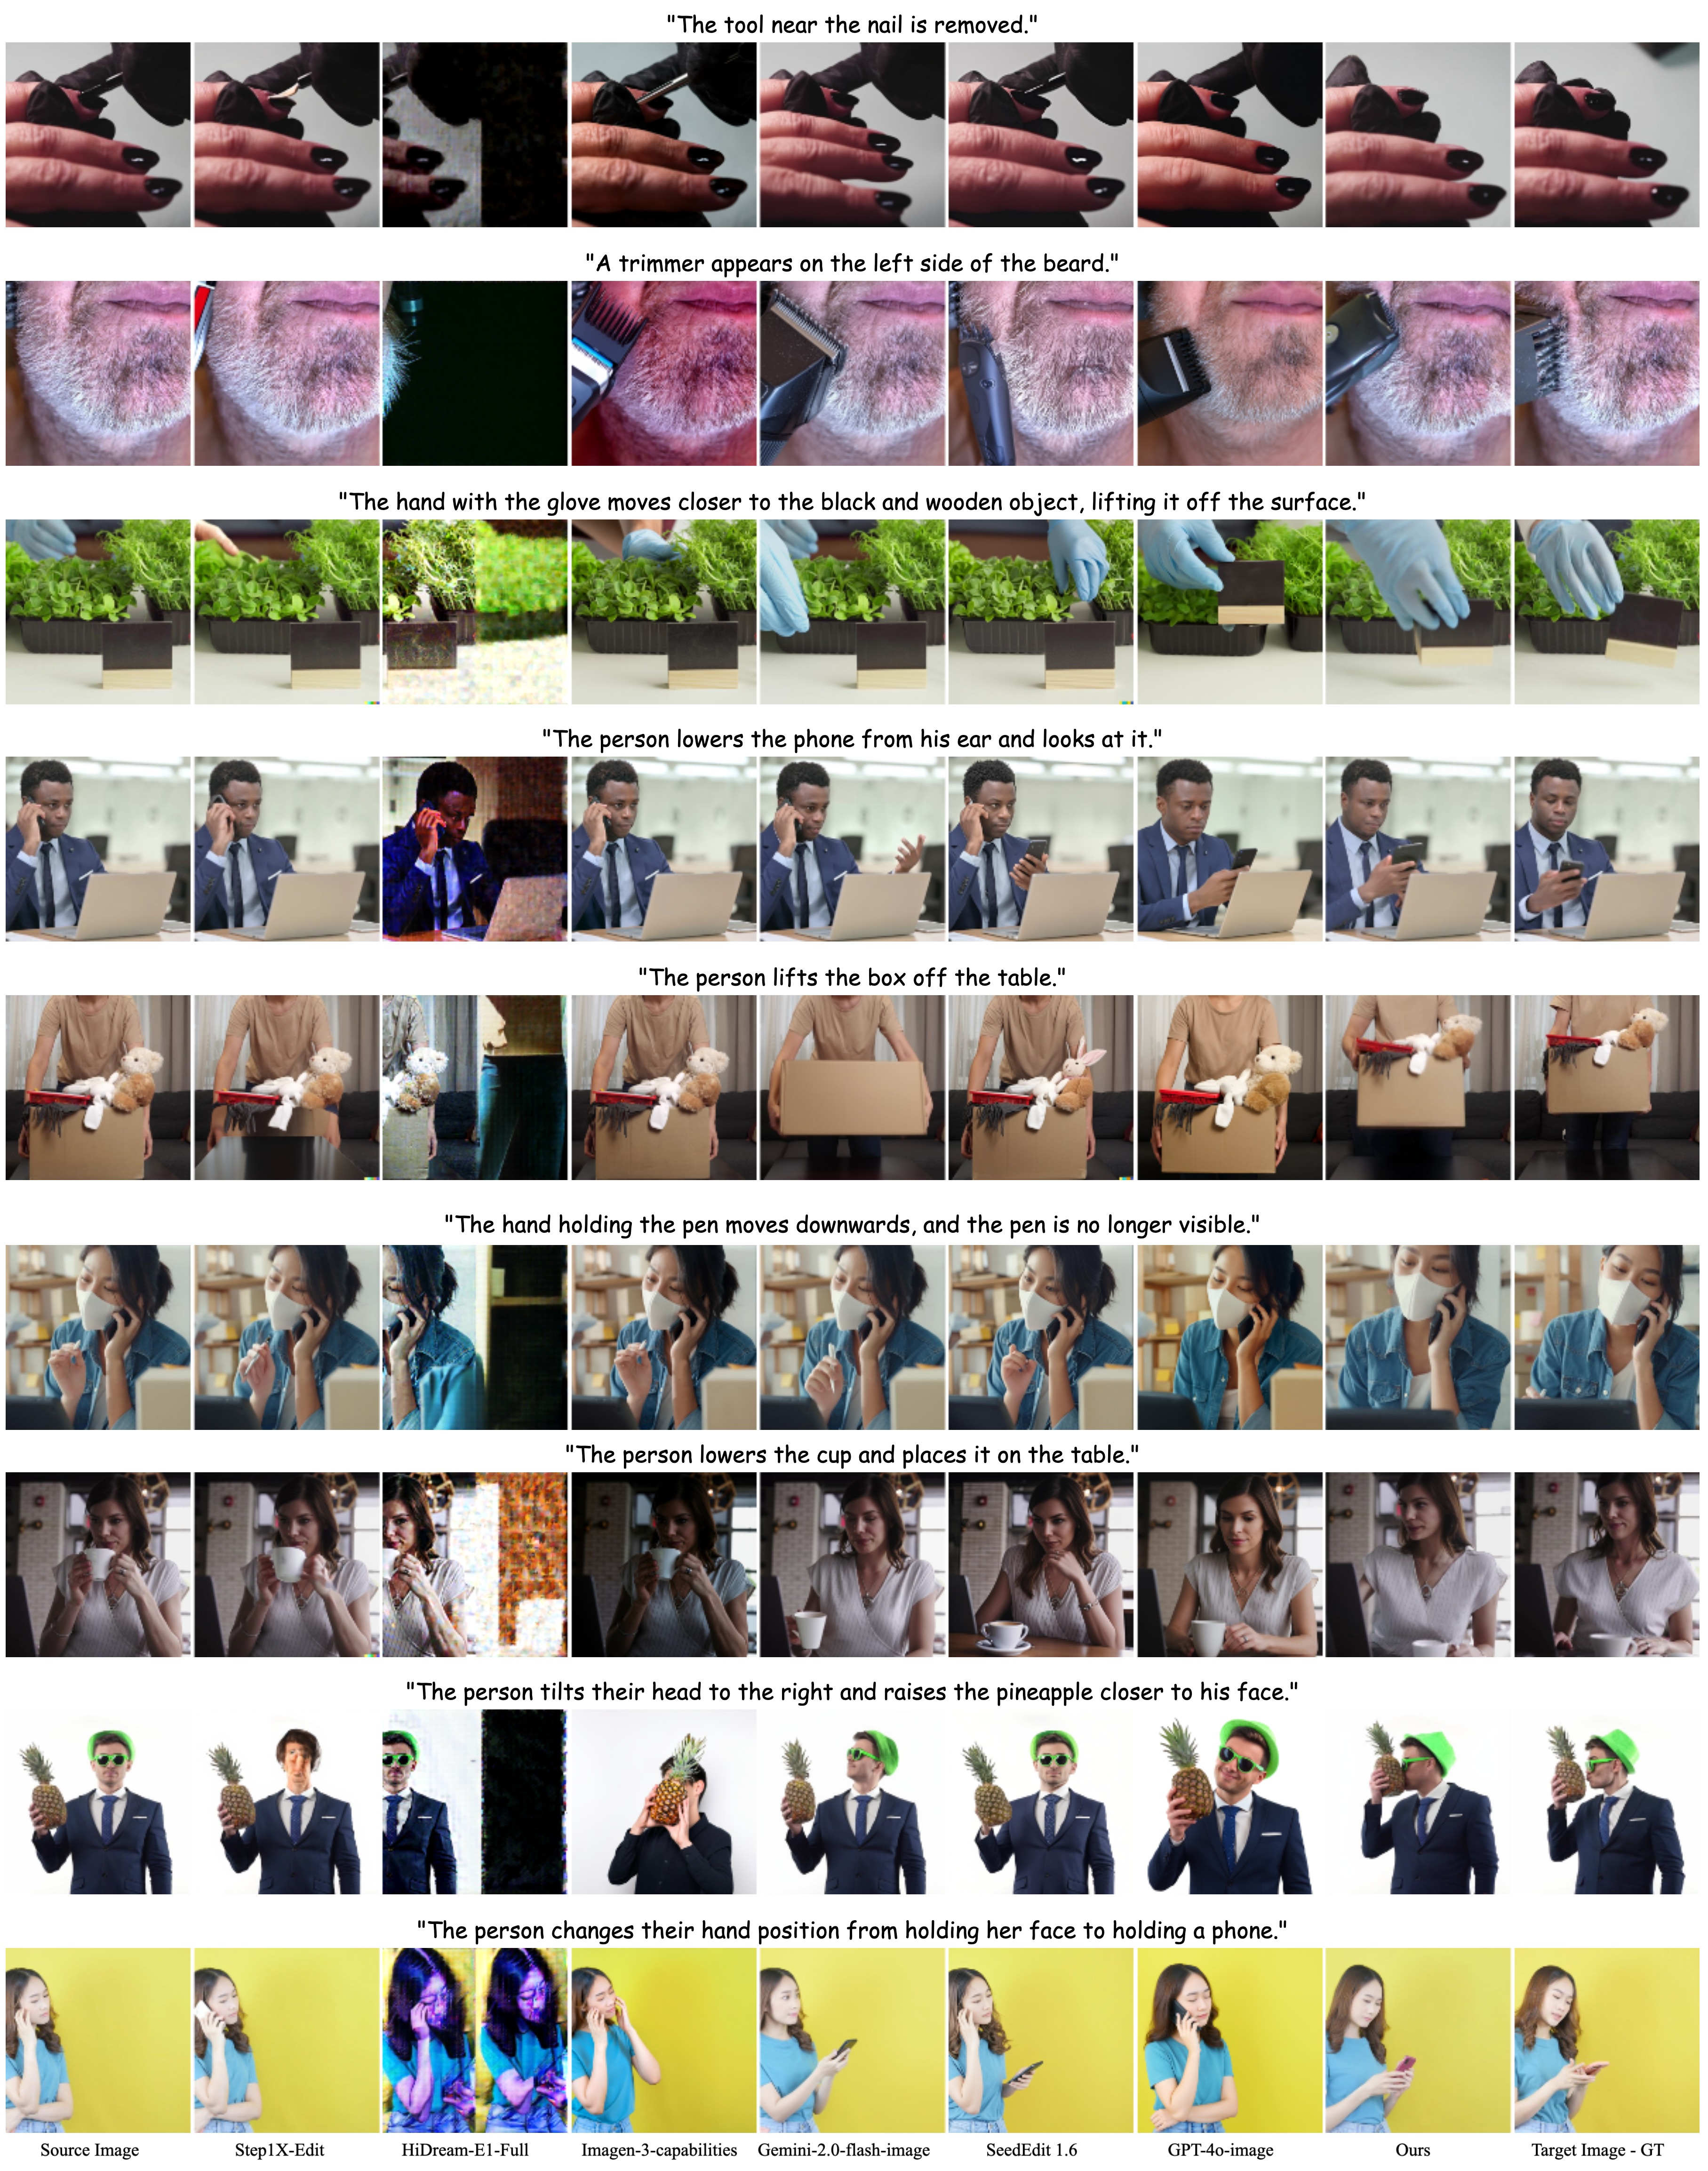 "The tool near the nail is removed."
"A trimmer appears on the left side of the beard."
"The hand with the glove moves closer to the black and wooden object, lifting it off the surface."
"The person lowers the phone from his ear and looks at it."
"The person lifts the box off the table."
"The hand holding the pen moves downwards, and the pen is no longer visible."
"The person lowers the cup and places it on the table."
"The person tilts their head to the right and raises the pineapple closer to his face."
"The person changes their hand position from holding her face to holding a phone."
Source Image Step1X-Edit HiDream-E1-Full Imagen-3-capabilities Gemini-2.0-flash-image SeedEdit 1.6 GPT-4o-image Ours Target Image - GT